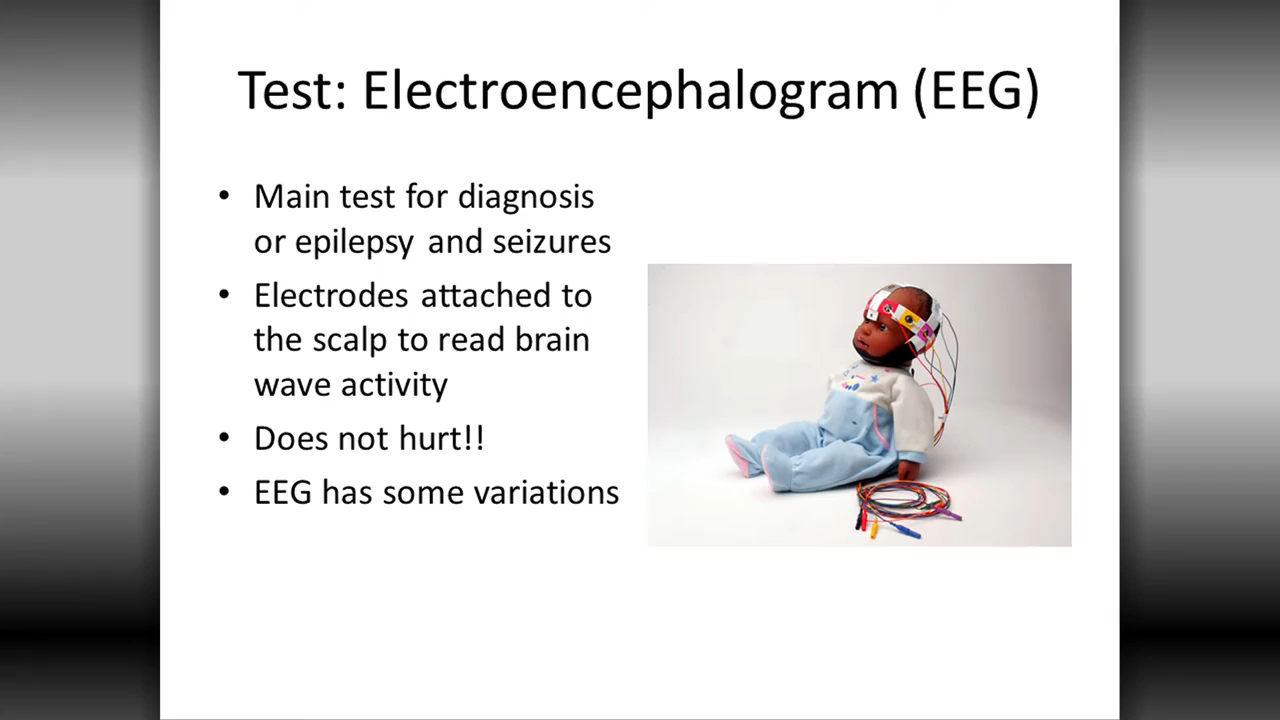 Test: Electroencephalogram (EEG)
• Main test for diagnosis
or epilepsy and seizures
• Electrodes attached to
the scalp to read brain
wave activity
• Does not hurt!!
• EEG has some variations